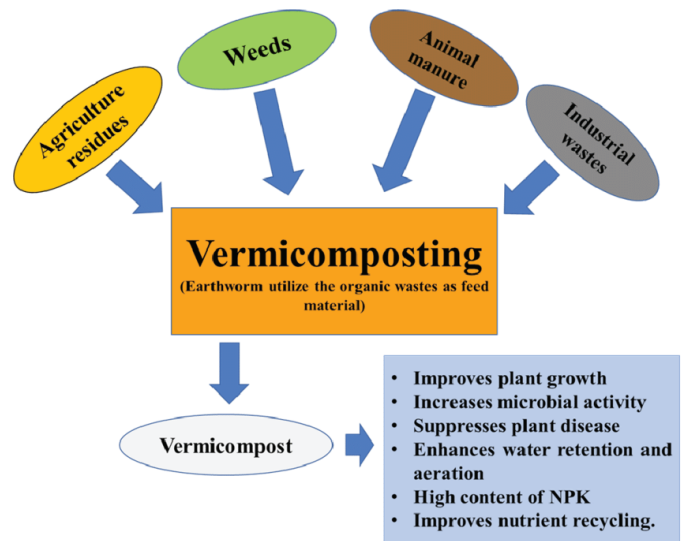 Agriculture
residues
Weeds
Animal
manure
Industrial
wastes
Vermicomposting
(Earthworm utilize the organic wastes as feed
material)
Vermicompost
• Improves plant growth
• Increases microbial activity
• Suppresses plant disease
• Enhances water retention and
aeration
• High content of NPK
• Improves nutrient recycling.